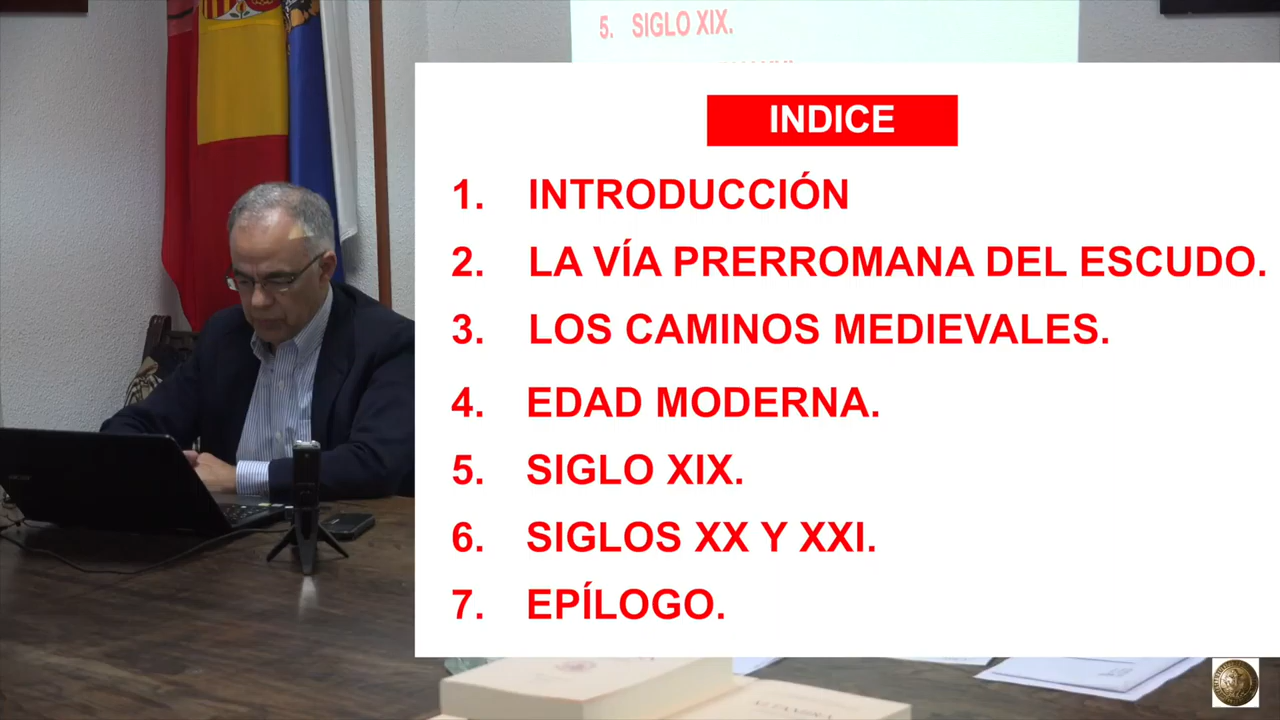 5. SIGLO XIX.
INDICE
1. INTRODUCCIÓN
2. LA VÍA PRERROMANA DEL ESCUDO.
3. LOS CAMINOS MEDIEVALES.
4. EDAD MODERNA.
5. SIGLO XIX.
6. SIGLOS XX Y XXI.
7. EPÍLOGO.